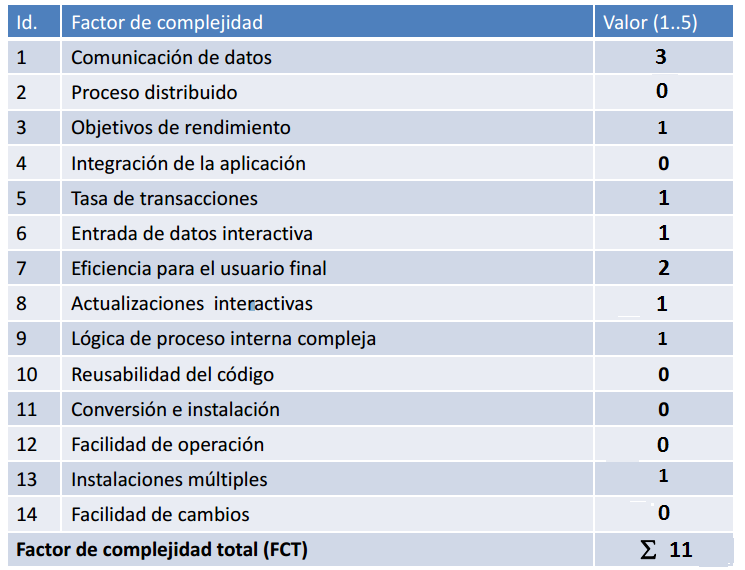 Id. Factor de complejidad Valor (1..5)
1 Comunicación de datos 3
2 Proceso distribuido 0
3 Objetivos de rendimiento 1
4 Integración de la aplicación 0
5 Tasa de transacciones 1
6 Entrada de datos interactiva 1
7 Eficiencia para el usuario final 2
8 Actualizaciones interactivas 1
9 Lógica de proceso interna compleja 1
10 Reusabilidad del código 0
11 Conversión e instalación 0
12 Facilidad de operación 0
13 Instalaciones múltiples 1
14 Facilidad de cambios 0
Factor de complejidad total (FCT) Σ 11